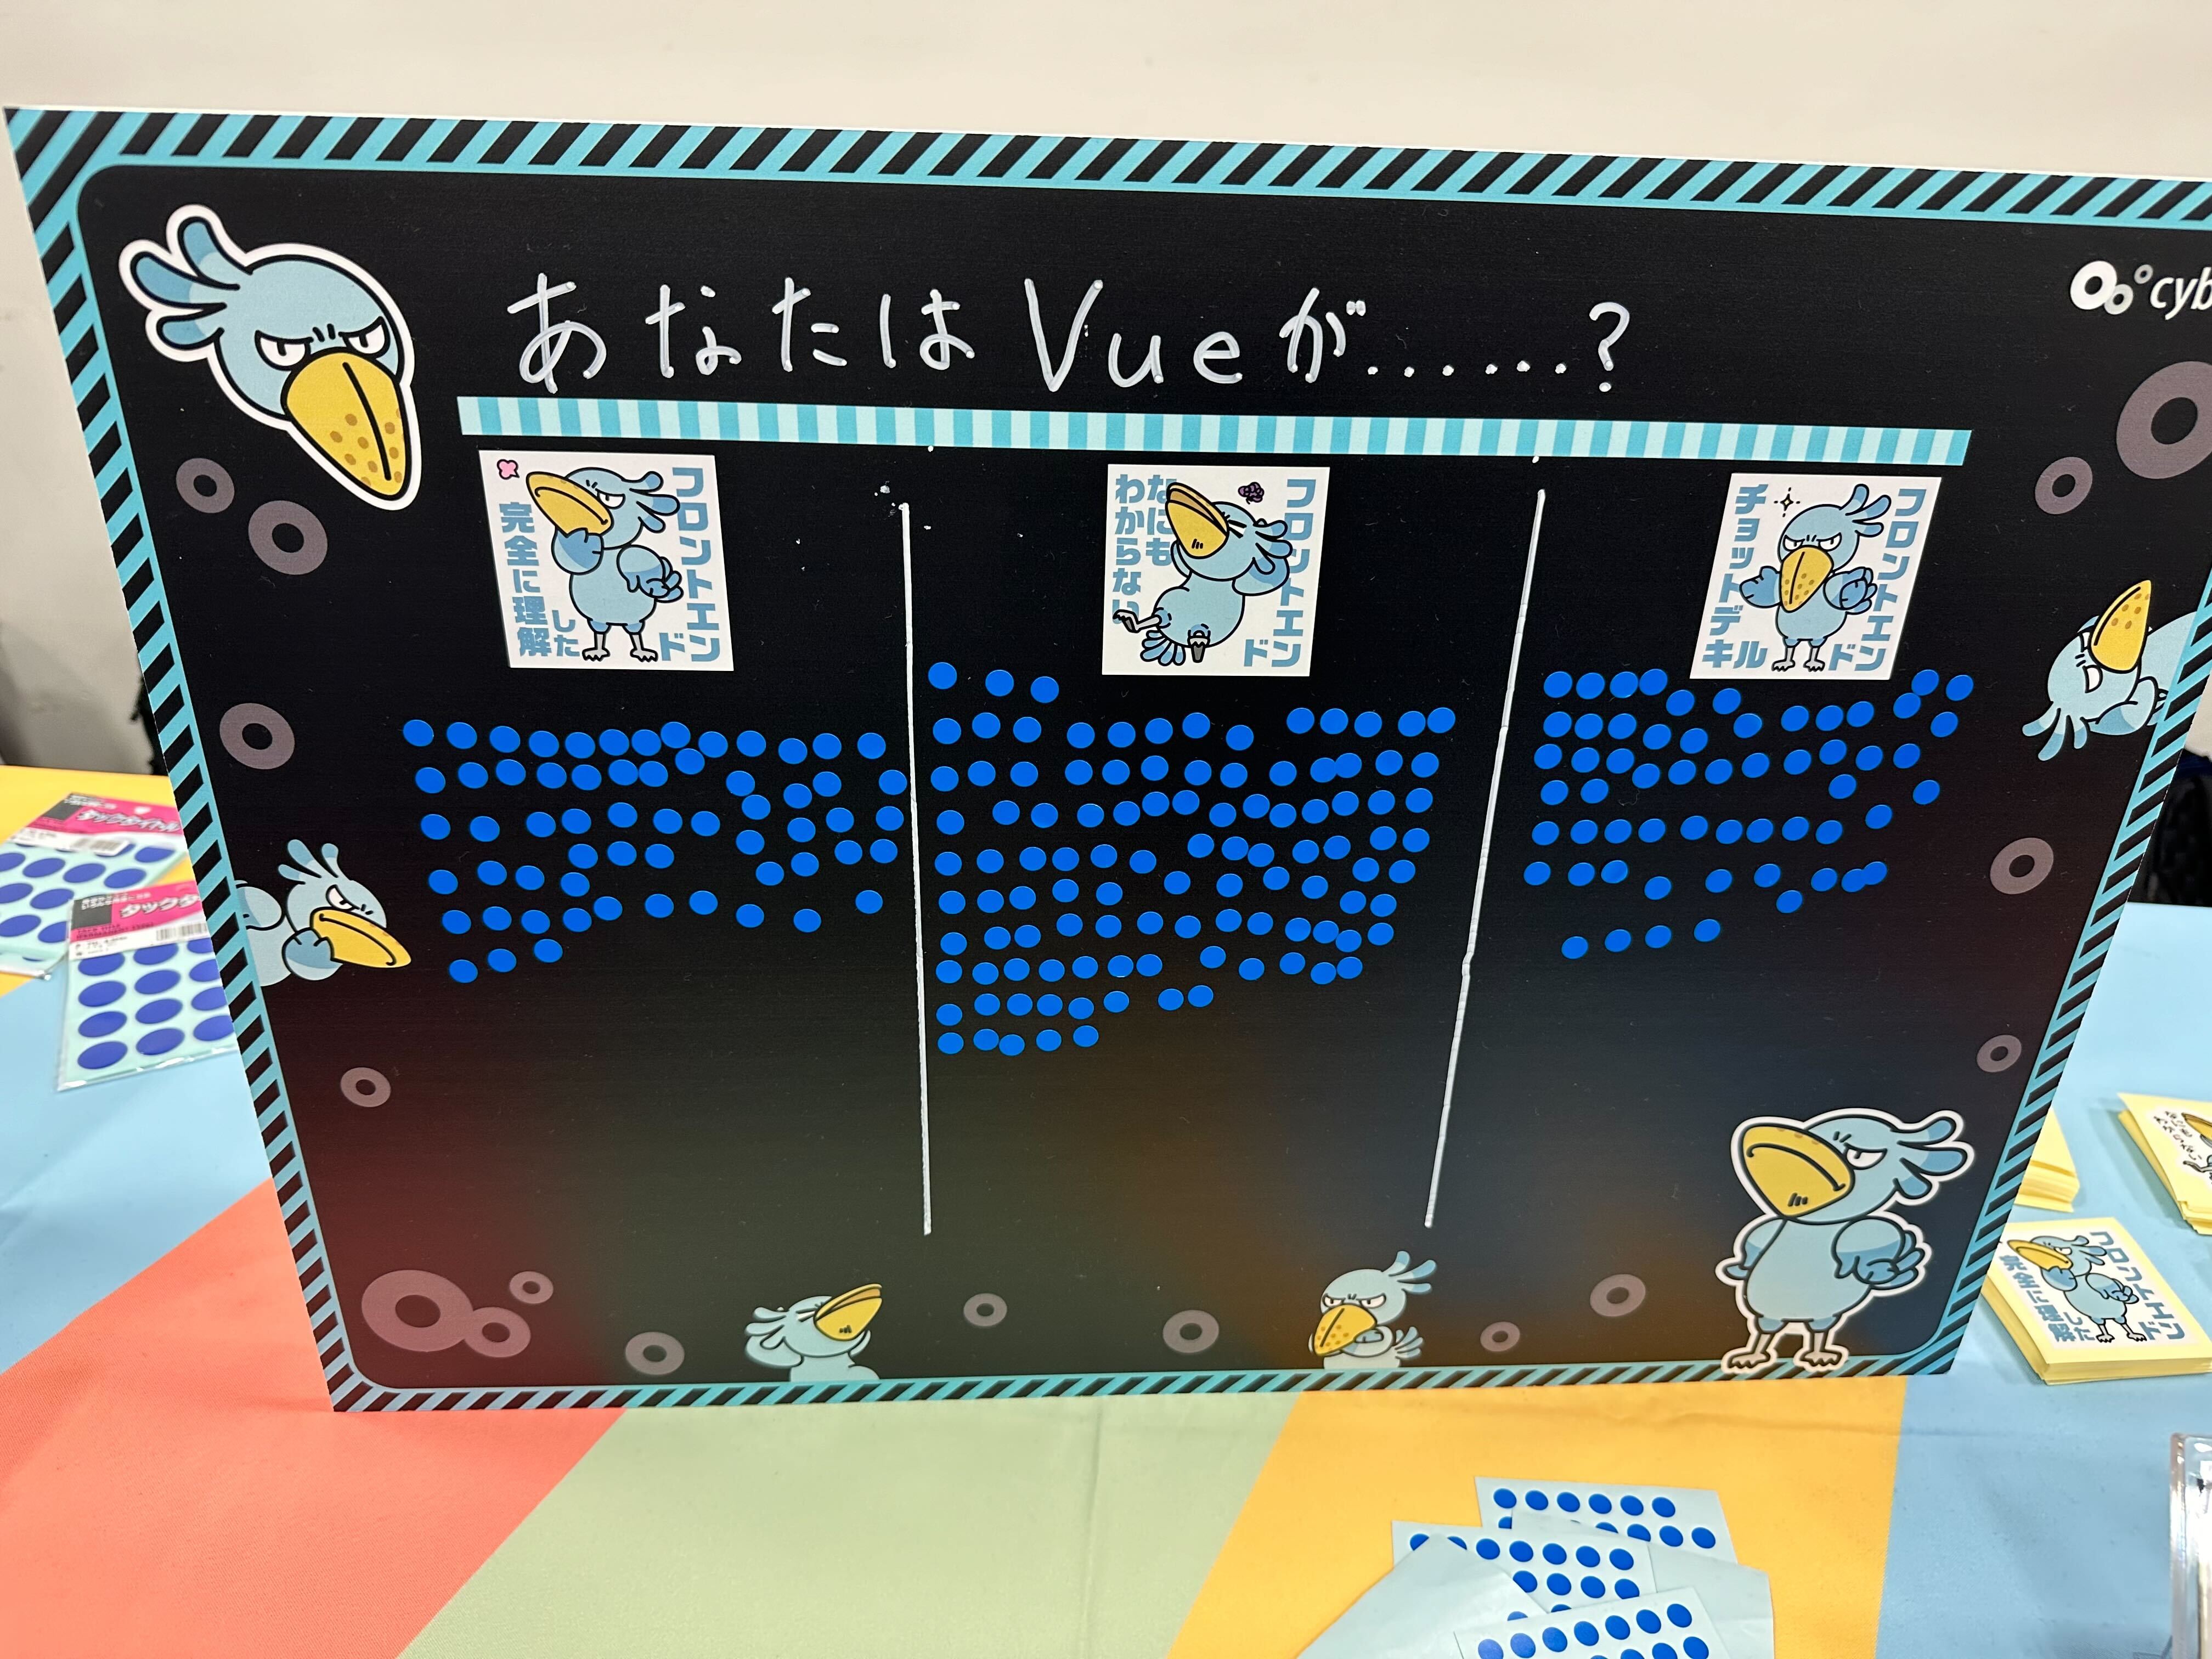 あなたはVueが……?
cyb
フロントエンド
完全に理解した
フロントエンド
なにもわからない
フロントエンド
チョットデキル
タックタイトル
タックタ
フロントエンド
完全に理解した